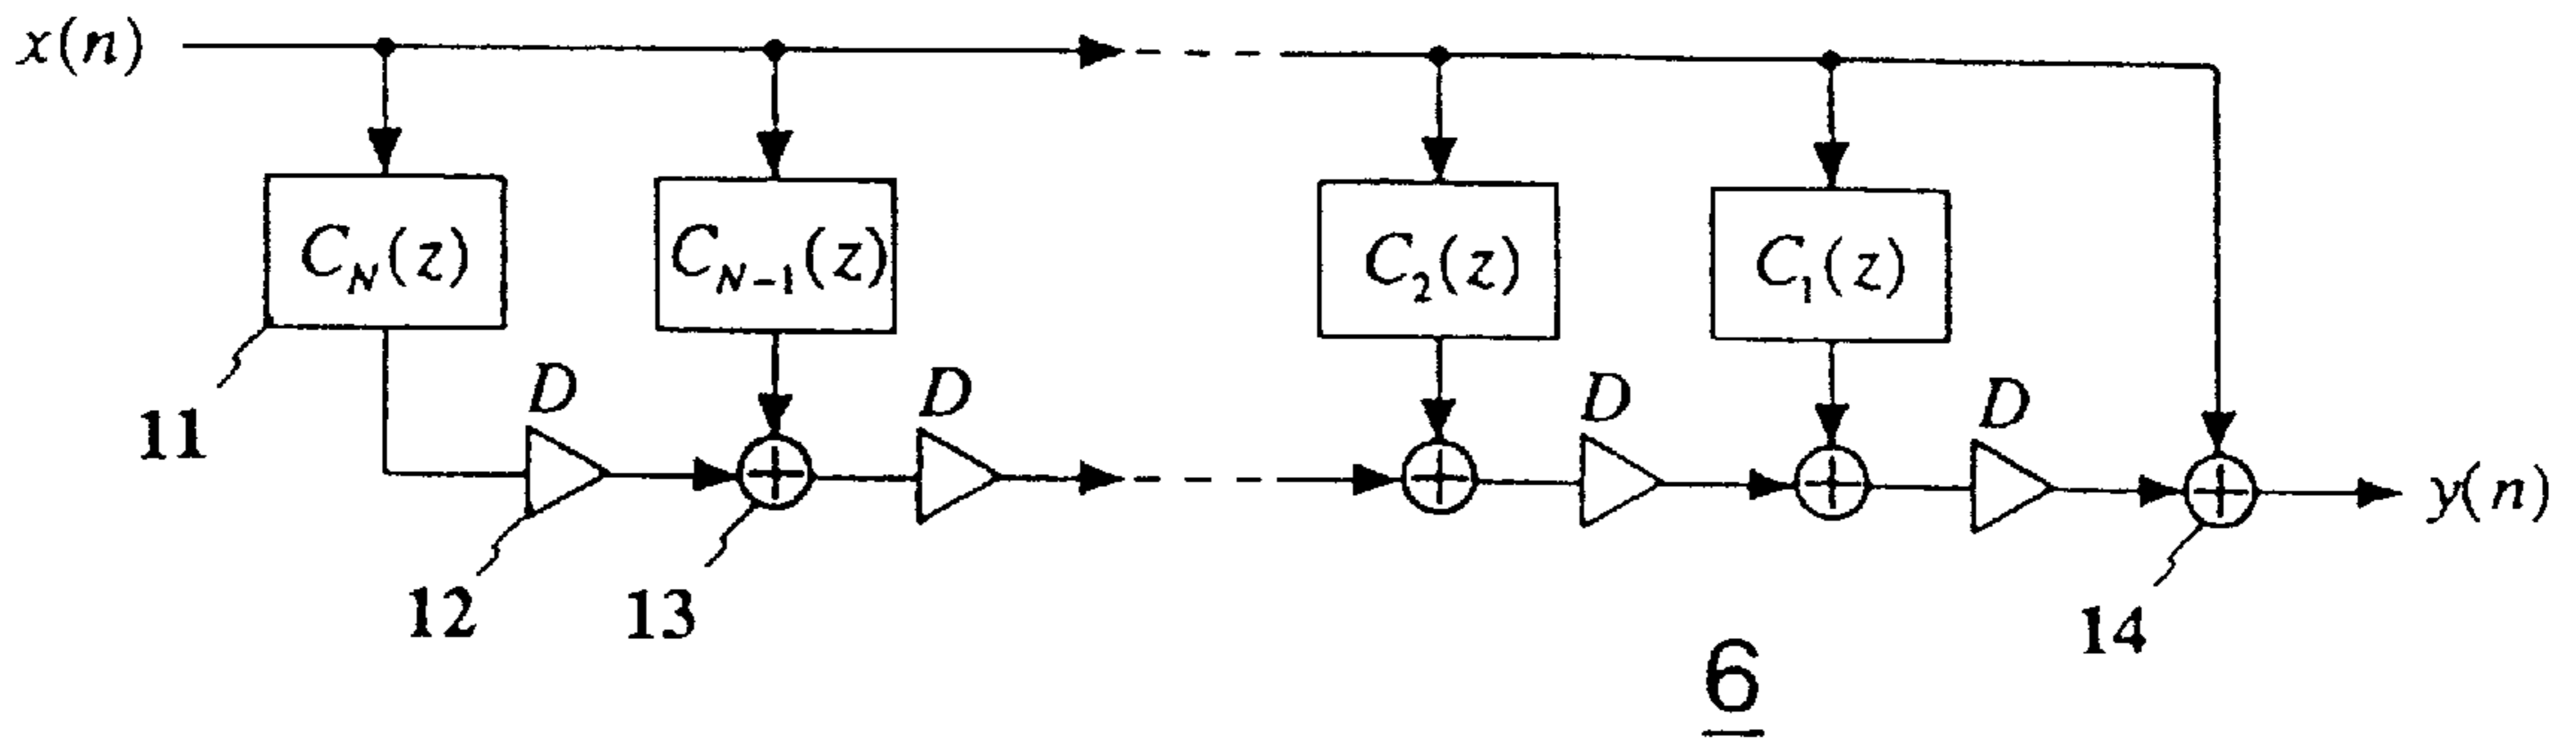 x(n)
C_N(z)
C_{N-1}(z)
C_2(z)
C_1(z)
D
D
D
D
y(n)
11
12
13
14
6